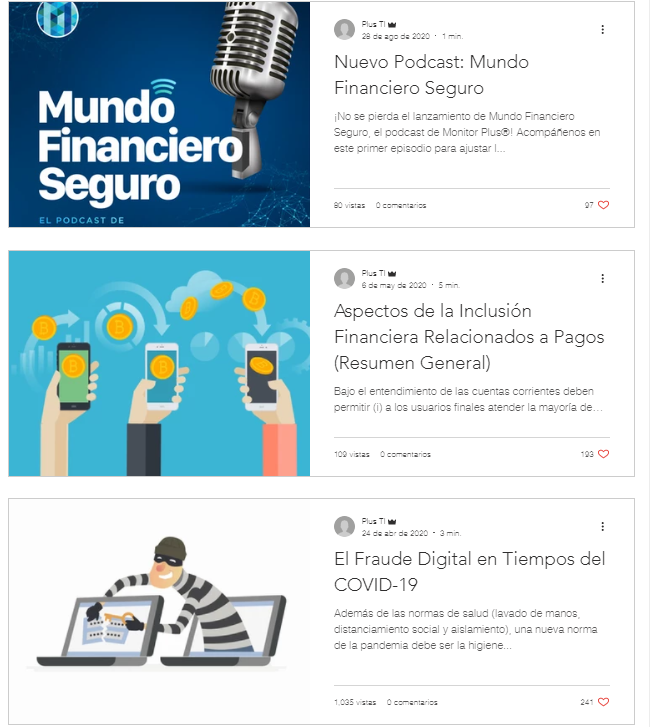 Mundo
Financiero
Seguro
EL PODCAST DE
Plus TI
28 de ago de 2020 · 1 min.
Nuevo Podcast: Mundo
Financiero Seguro
¡No se pierda el lanzamiento de Mundo Financiero
Seguro, el podcast de Monitor Plus®! Acompáñenos en
este primer episodio para ajustar l...
80 vistas 0 comentarios 97
Plus TI
6 de may de 2020 · 5 min.
Aspectos de la Inclusión
Financiera Relacionados a Pagos
(Resumen General)
Bajo el entendimiento de las cuentas corrientes deben
permitir (i) a los usuarios finales atender la mayoría de...
109 vistas 0 comentarios 193
Plus TI
24 de abr de 2020 · 3 min.
El Fraude Digital en Tiempos del
COVID-19
Además de las normas de salud (lavado de manos,
distanciamiento social y aislamiento), una nueva norma
de la pandemia debe ser la higiene...
1,035 vistas 0 comentarios 241